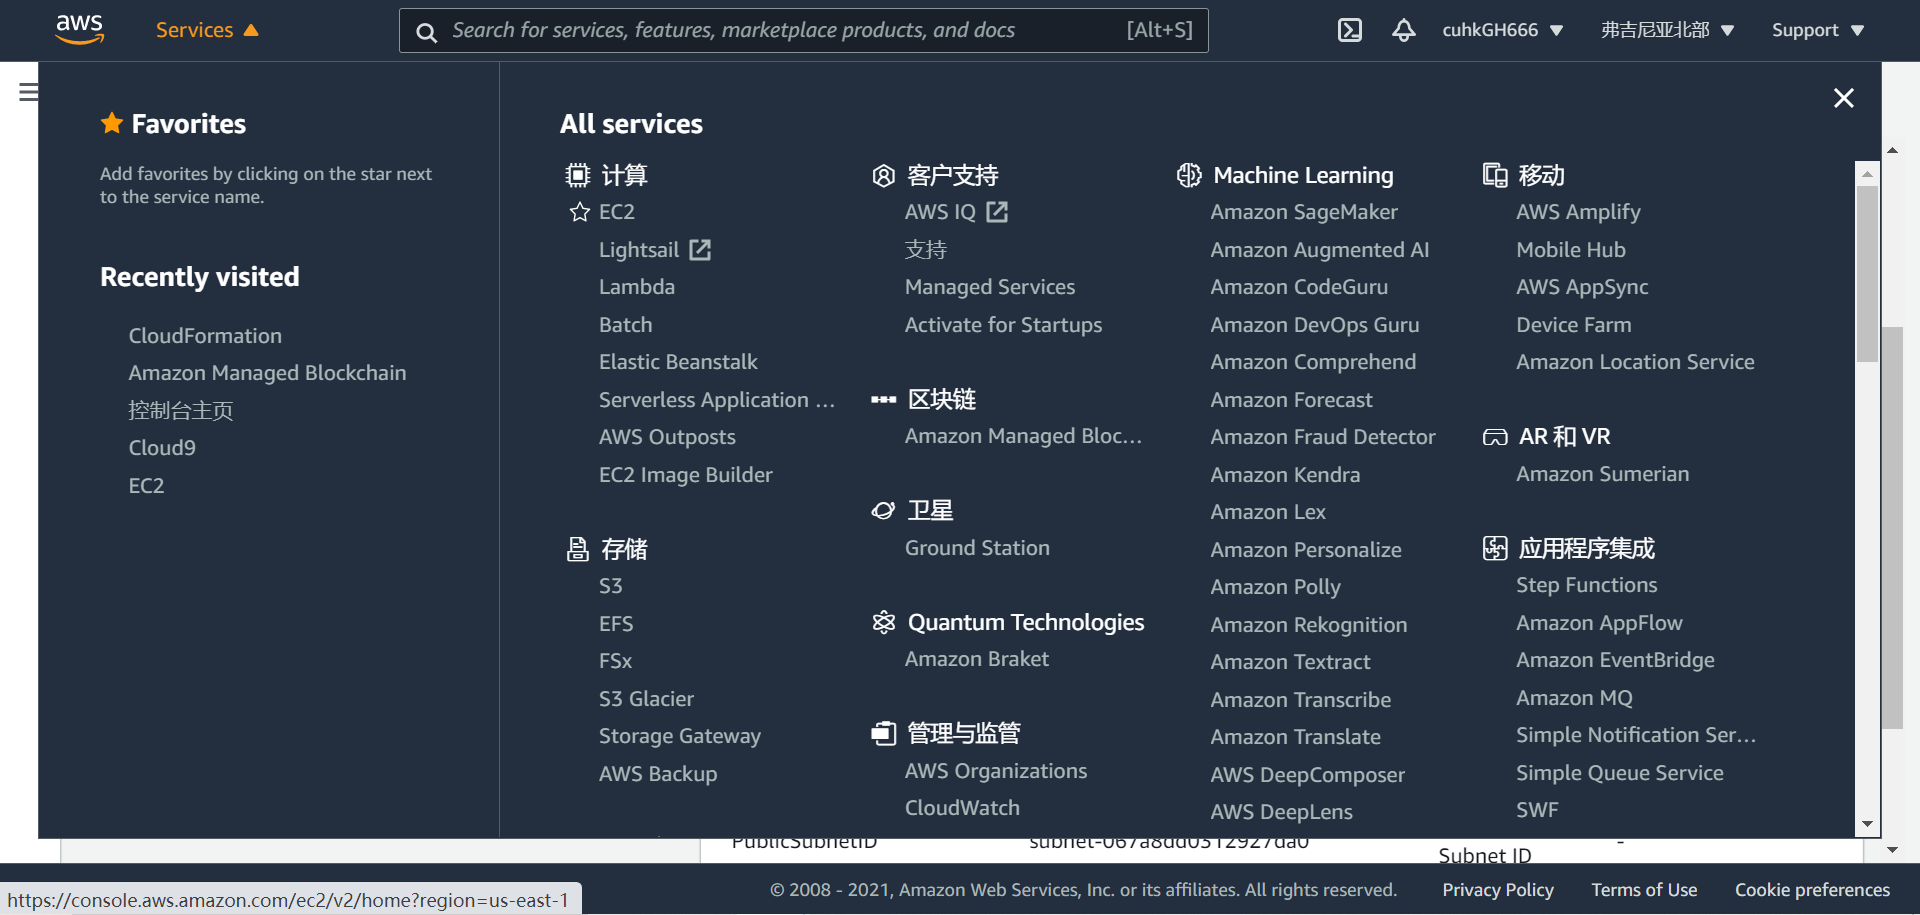 aws
Services
Search for services, features, marketplace products, and docs
[Alt+S]
cuhkGH666
弗吉尼亚北部
Support
Favorites
Add favorites by clicking on the star next
to the service name.
Recently visited
CloudFormation
Amazon Managed Blockchain
控制台主页
Cloud9
EC2
All services
计算
EC2
Lightsail
Lambda
Batch
Elastic Beanstalk
Serverless Application ...
AWS Outposts
EC2 Image Builder
存储
S3
EFS
FSx
S3 Glacier
Storage Gateway
AWS Backup
客户支持
AWS IQ
支持
Managed Services
Activate for Startups
区块链
Amazon Managed Bloc...
卫星
Ground Station
Quantum Technologies
Amazon Braket
管理与监管
AWS Organizations
CloudWatch
Machine Learning
Amazon SageMaker
Amazon Augmented AI
Amazon CodeGuru
Amazon DevOps Guru
Amazon Comprehend
Amazon Forecast
Amazon Fraud Detector
Amazon Kendra
Amazon Lex
Amazon Personalize
Amazon Polly
Amazon Rekognition
Amazon Textract
Amazon Transcribe
Amazon Translate
AWS DeepComposer
AWS DeepLens
移动
AWS Amplify
Mobile Hub
AWS AppSync
Device Farm
Amazon Location Service
AR 和 VR
Amazon Sumerian
应用程序集成
Step Functions
Amazon AppFlow
Amazon EventBridge
Amazon MQ
Simple Notification Ser...
Simple Queue Service
SWF
PublicSubnetID
subnet-067a8dd0312927da0
Subnet ID
-
© 2008 - 2021, Amazon Web Services, Inc. or its affiliates. All rights reserved.
Privacy Policy
Terms of Use
Cookie preferences
https://console.aws.amazon.com/ec2/v2/home?region=us-east-1